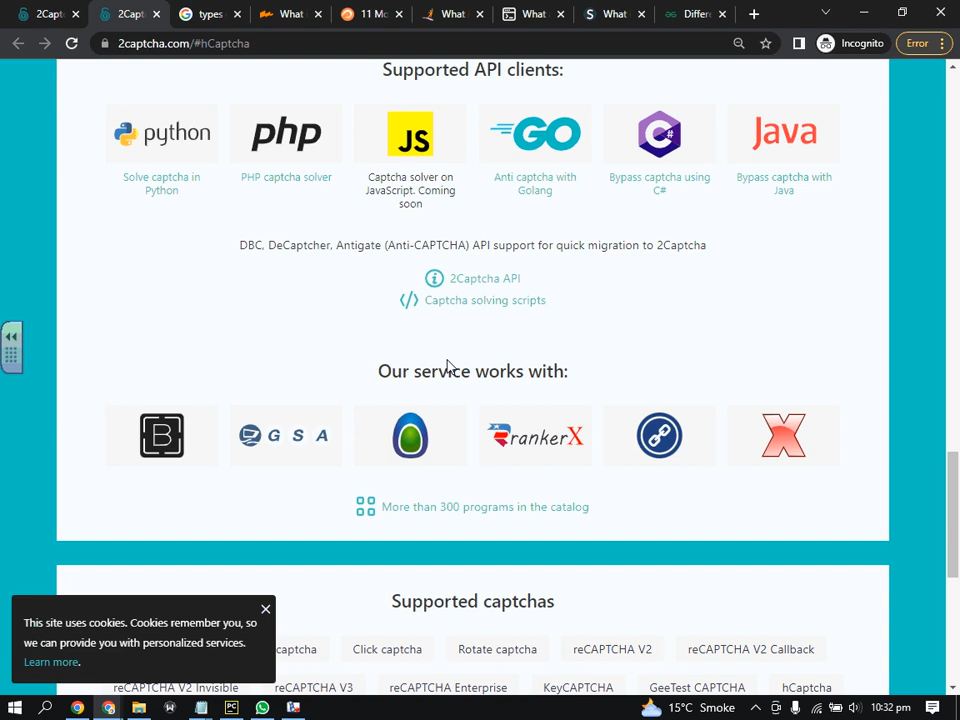 2Captc
2Captc
types
What
11 Mo
What
What
What
Differe
2captcha.com/#hCaptcha
Incognito
Error
Supported API clients:
python
php
JS
GO
C#
Java
Solve captcha in
Python
PHP captcha solver
Captcha solver on
JavaScript. Coming
soon
Anti captcha with
Golang
Bypass captcha using
C#
Bypass captcha with
Java
DBC, DeCaptcher, Antigate (Anti-CAPTCHA) API support for quick migration to 2Captcha
2Captcha API
Captcha solving scripts
Our service works with:
B
G S A
rankerX
X
More than 300 programs in the catalog
Supported captchas
captcha
Click captcha
Rotate captcha
reCAPTCHA V2
reCAPTCHA V2 Callback
reCAPTCHA V2 Invisible
reCAPTCHA V3
reCAPTCHA Enterprise
KeyCAPTCHA
GeeTest CAPTCHA
hCaptcha
This site uses cookies. Cookies remember you, so
we can provide you with personalized services.
Learn more.
15°C Smoke
10:32 pm